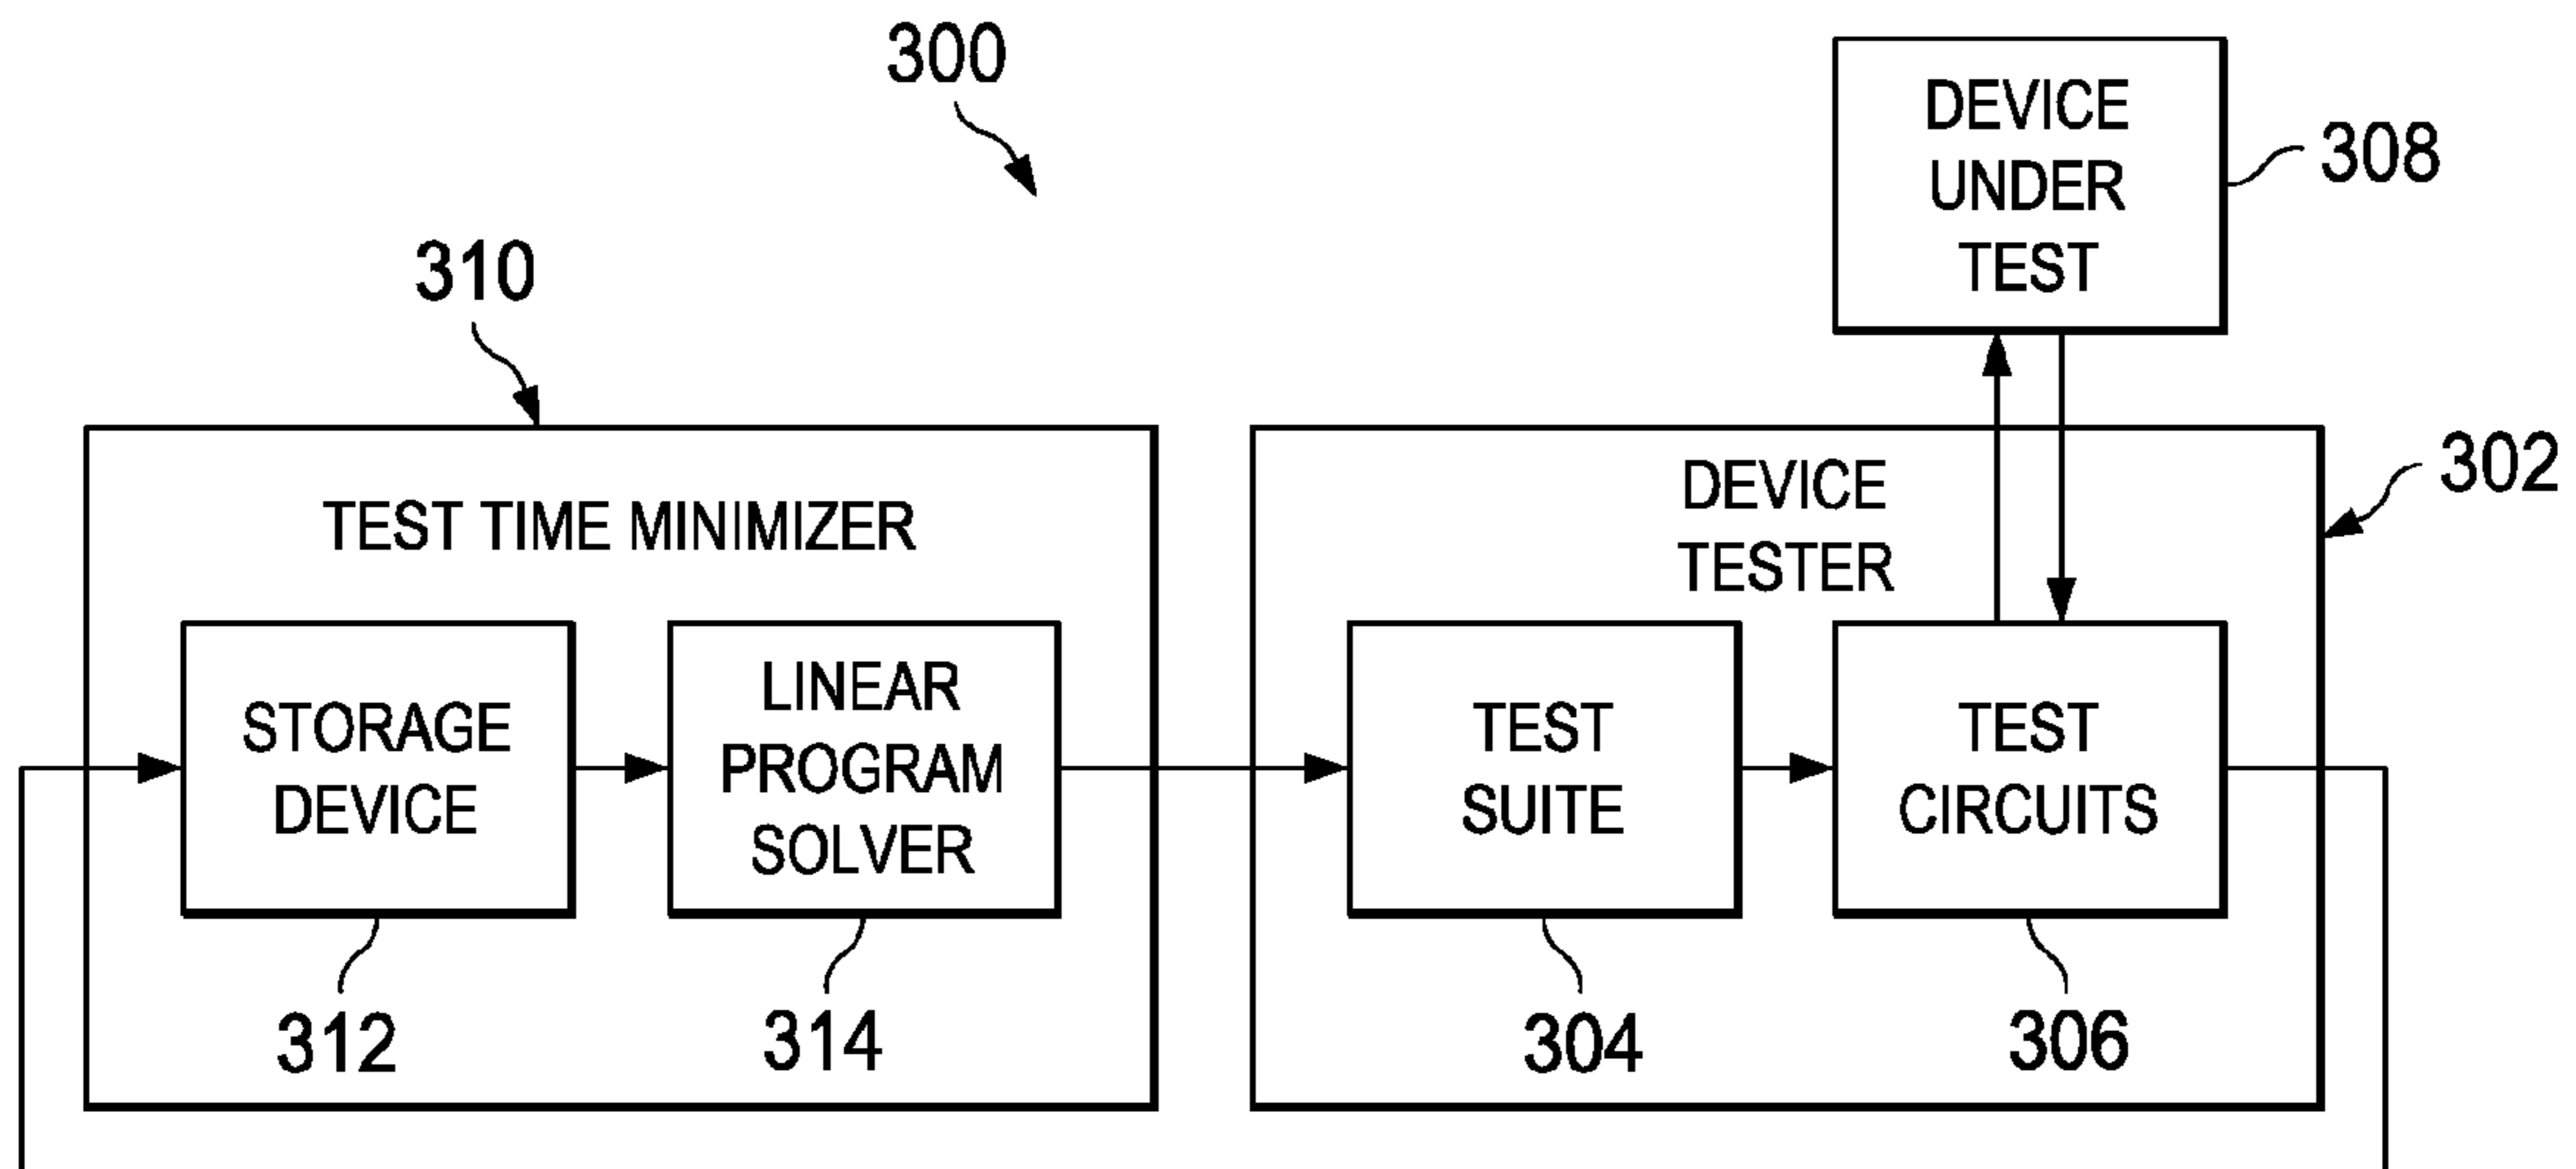 300
DEVICE
UNDER
TEST
308
310
302
TEST TIME MINIMIZER
DEVICE
TESTER
STORAGE
DEVICE
LINEAR
PROGRAM
SOLVER
TEST
SUITE
TEST
CIRCUITS
312
314
304
306